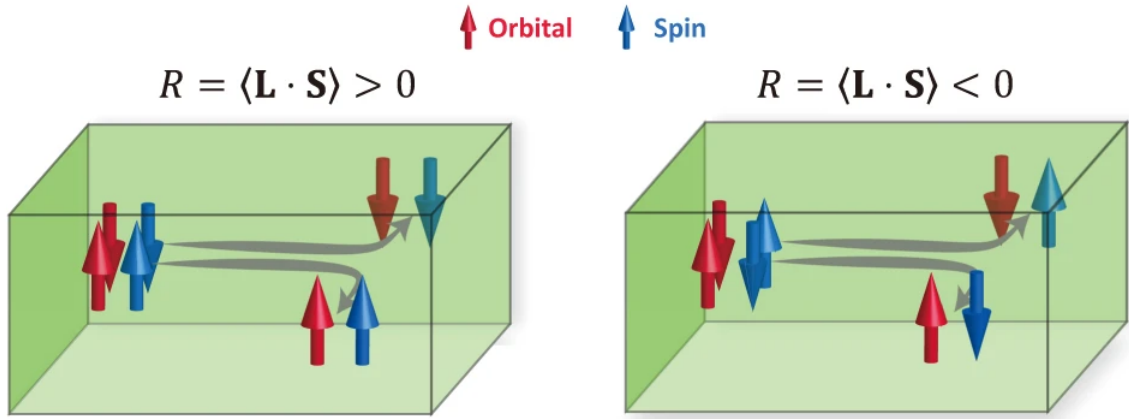 Orbital Spin
R = ⟨L · S⟩ > 0
R = ⟨L · S⟩ < 0